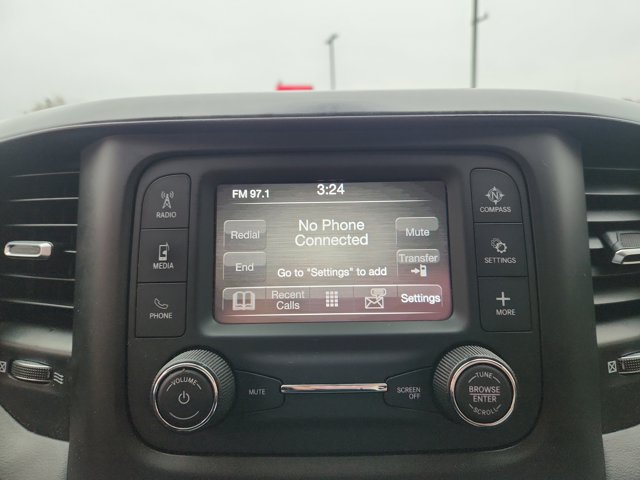 FM 97.1
3:24
RADIO
MEDIA
PHONE
Redial
End
No Phone
Connected
Go to "Settings" to add
Mute
Transfer
Recent
Calls
Settings
N
COMPASS
SETTINGS
MORE
VOLUME
MUTE
SCREEN
OFF
TUNE
BROWSE
ENTER
SCROLL